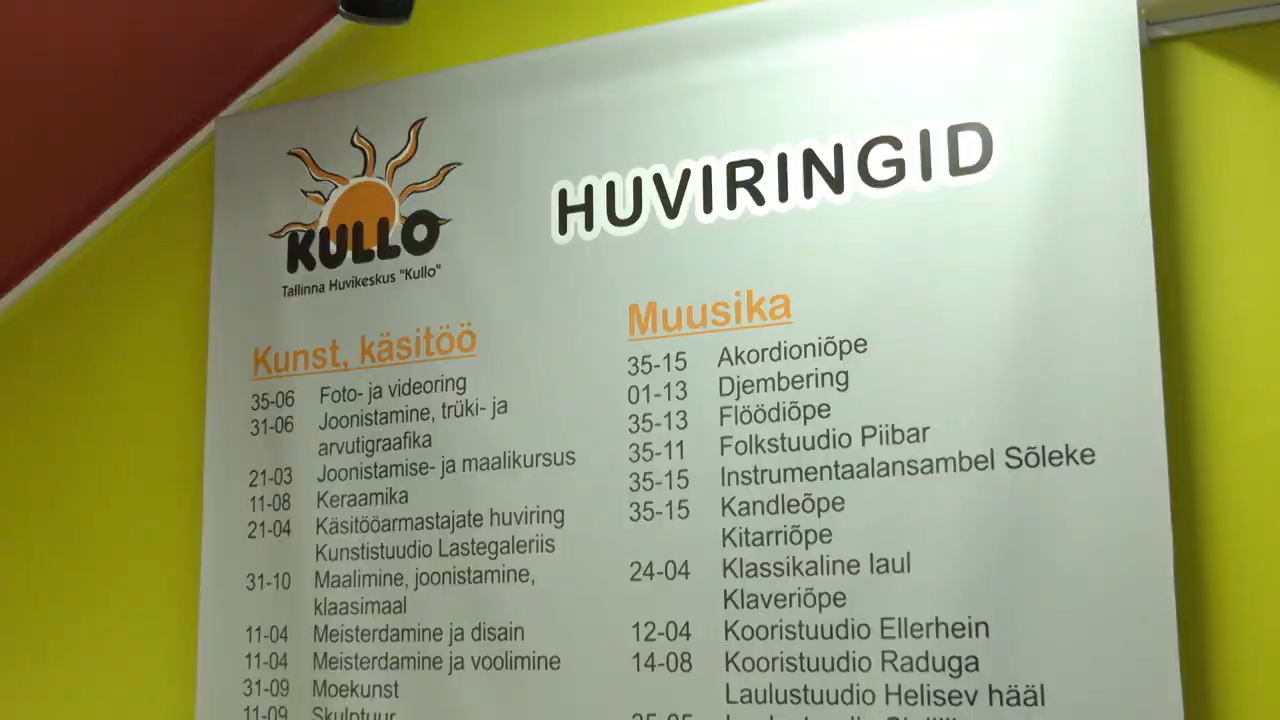 KULLO
Tallinna Huvikeskus "Kullo"
HUVIRINGID
Kunst, käsitöö
35-06 Foto- ja videoring
31-06 Joonistamine, trüki- ja
arvutigraafika
21-03 Joonistamise- ja maalikursus
11-08 Keraamika
21-04 Käsitööarmastajate huviring
Kunstistuudio Lastegaleriis
31-10 Maalimine, joonistamine,
klaasimaal
11-04 Meisterdamine ja disain
11-04 Meisterdamine ja voolimine
31-09 Moekunst
11-09 Skulptuur
Muusika
35-15 Akordioniõpe
01-13 Djembering
35-13 Flöödiõpe
35-11 Folkstuudio Piibar
35-15 Instrumentaalansambel Sõleke
35-15 Kandleõpe
Kitarriõpe
24-04 Klassikaline laul
Klaveriõpe
12-04 Kooristuudio Ellerhein
14-08 Kooristuudio Raduga
Laulustuudio Helisev hääl